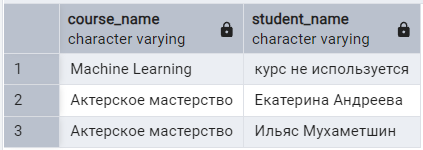 course_name student_name
character varying character varying
1 Machine Learning курс не используется
2 Актерское мастерство Екатерина Андреева
3 Актерское мастерство Ильяс Мухаметшин